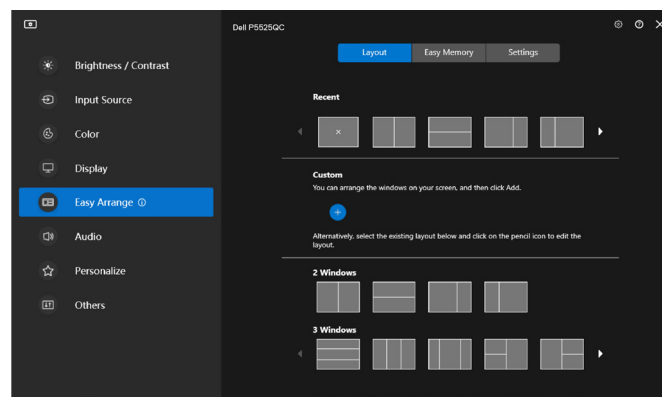 Dell P5525QC
Layout
Easy Memory
Settings
Brightness / Contrast
Input Source
Color
Display
Easy Arrange
Audio
Personalize
Others
Recent
Custom
You can arrange the windows on your screen, and then click Add.
Alternatively, select the existing layout below and click on the pencil icon to edit the
layout.
2 Windows
3 Windows